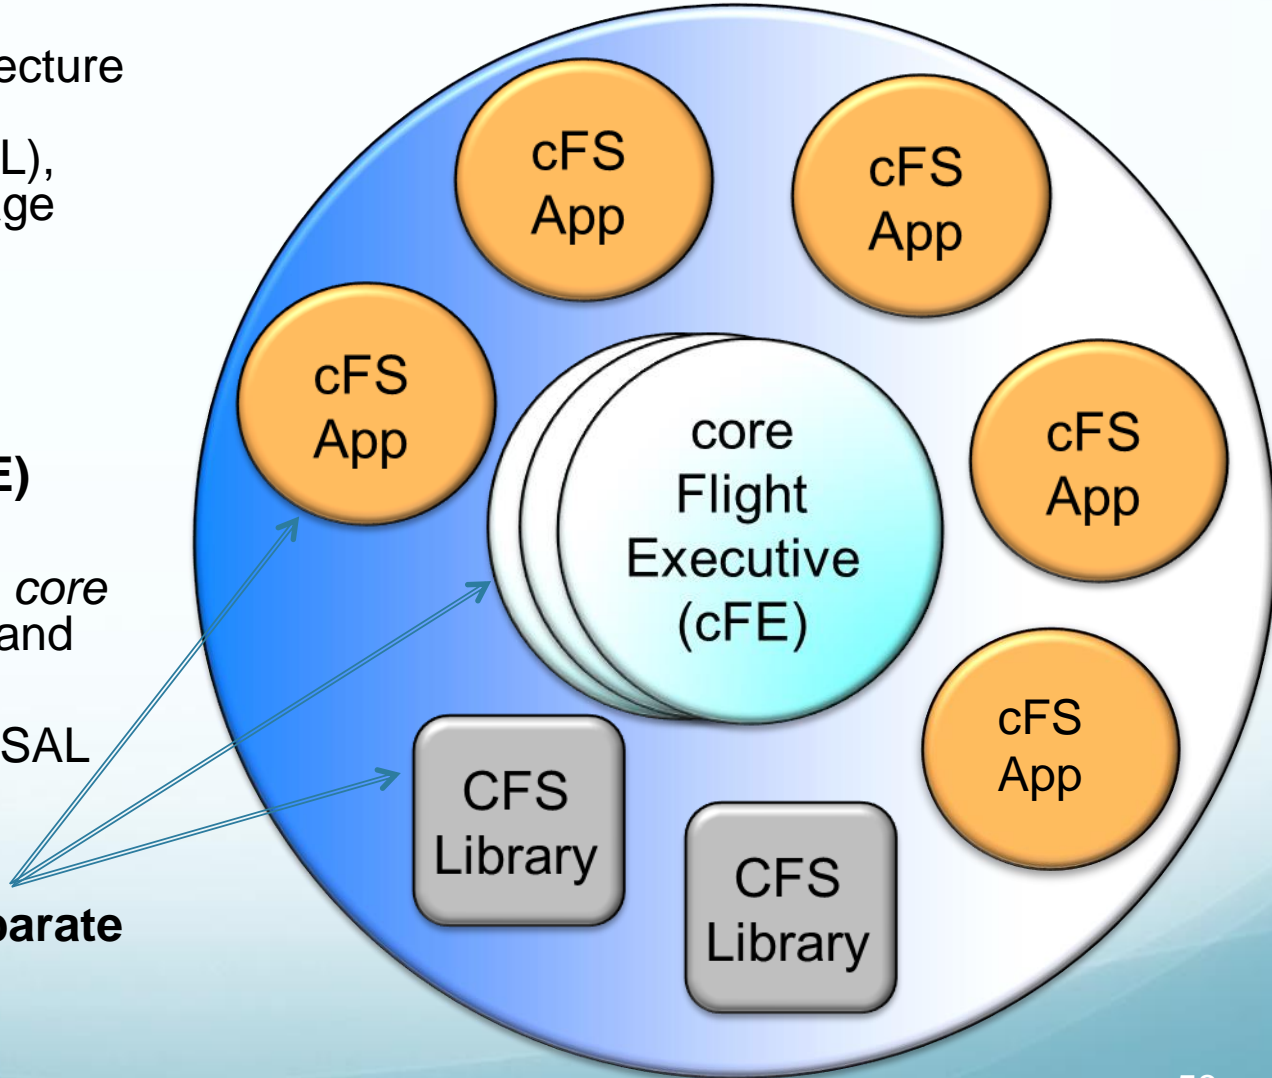 ecture
L),
ge
E)
core
and
SAL
parate
cFS
App
cFS
App
cFS
App
core
Flight
Executive
(cFE)
cFS
App
cFS
App
CFS
Library
CFS
Library